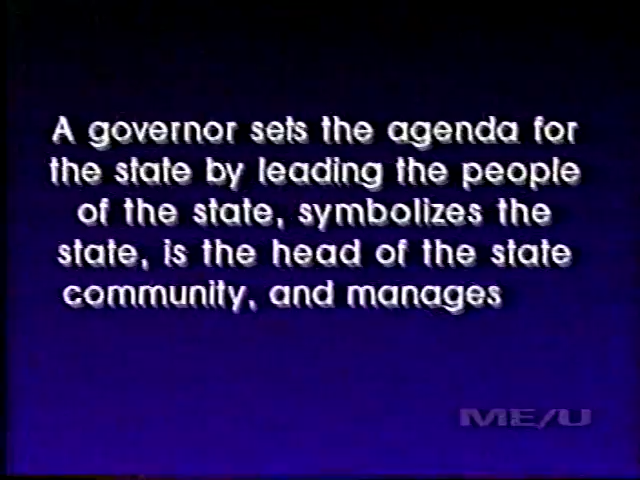 A governor sets the agenda for
the state by leading the people
of the state, symbolizes the
state, is the head of the state
community, and manages
ME/U